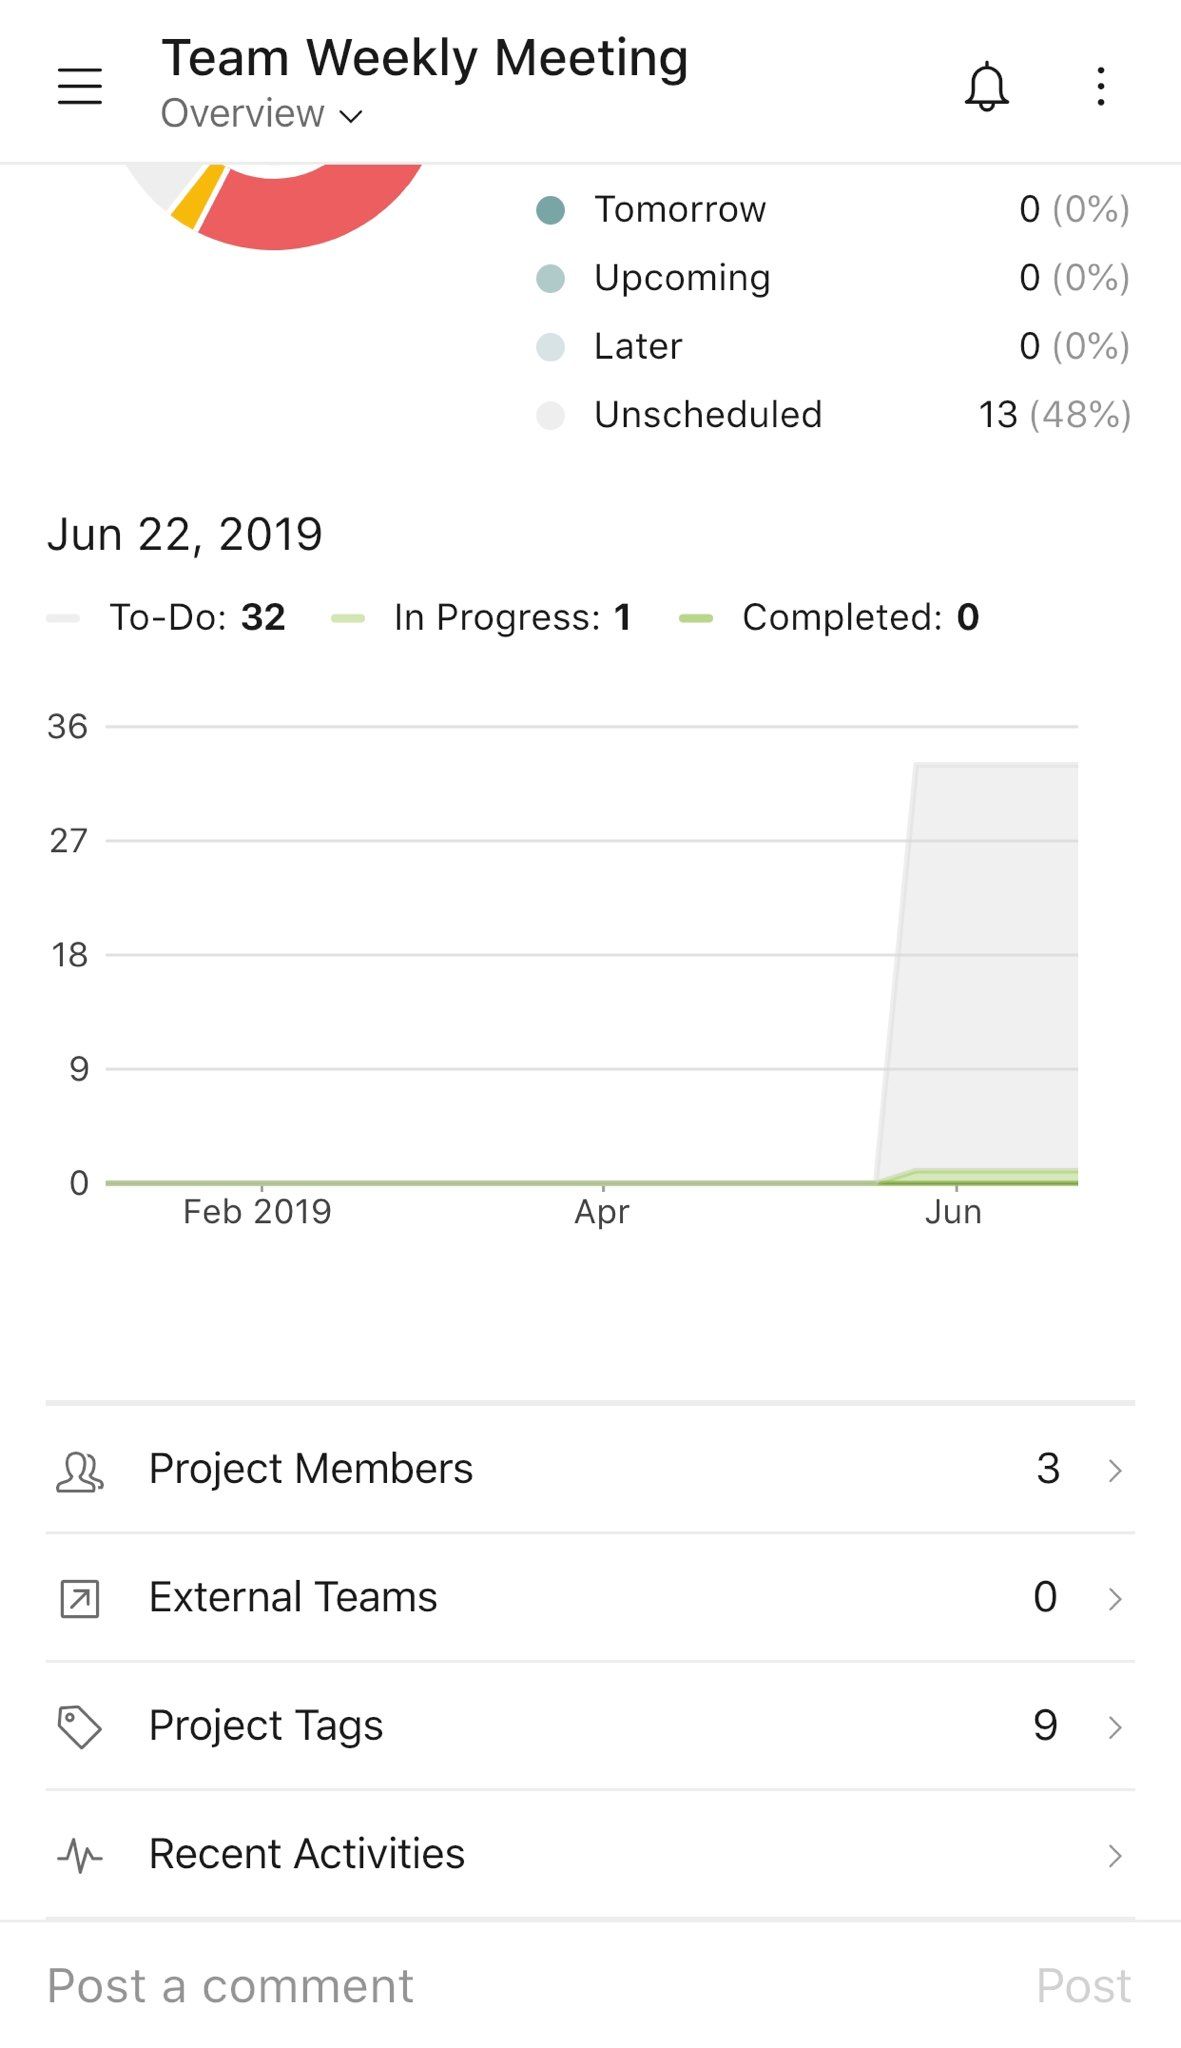 Team Weekly Meeting
Overview
Tomorrow 0 (0%)
Upcoming 0 (0%)
Later 0 (0%)
Unscheduled 13 (48%)
Jun 22, 2019
To-Do: 32 In Progress: 1 Completed: 0
36
27
18
9
0
Feb 2019 Apr Jun
Project Members 3
External Teams 0
Project Tags 9
Recent Activities
Post a comment Post